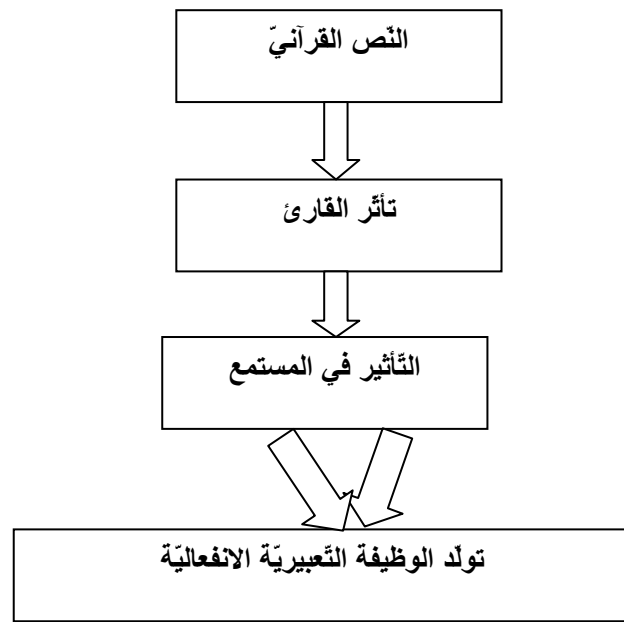 النّص القرآنيّ
تأثّر القارئ
التّأثير في المستمع
تولّد الوظيفة التّعبيريّة الانفعاليّة